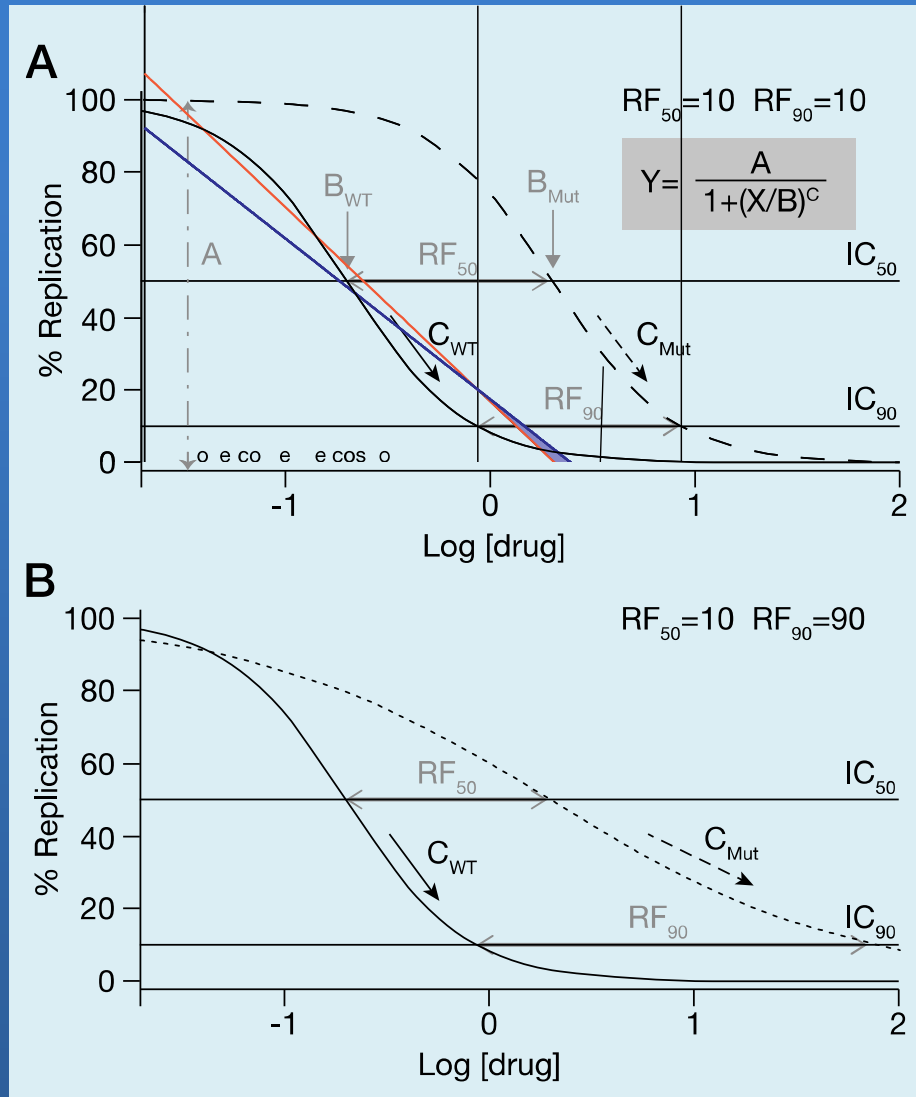 A
RF50=10 RF90=10
100
80
60
40
20
0
% Replication
Y= A
1+(X/B)^C
BWT
BMut
A
RF50
IC50
CWT
CMut
RF90
IC90
o e co e e cos o
-1 0 1 2
Log [drug]
B
RF50=10 RF90=90
100
80
60
40
20
0
% Replication
RF50
IC50
CWT
CMut
RF90
IC90
-1 0 1 2
Log [drug]